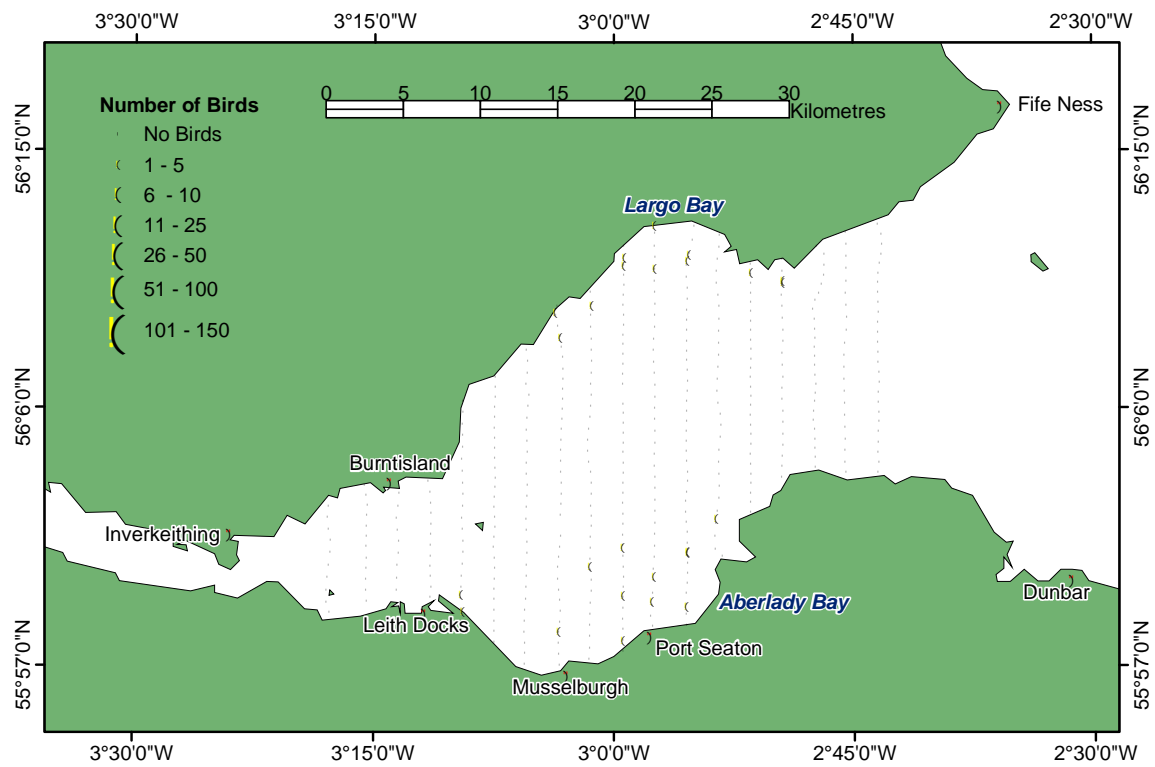 3°30'0"W 3°15'0"W 3°00'0"W 2°45'0"W 2°30'0"W
Number of Birds
No Birds
1 - 5
6 - 10
11 - 25
26 - 50
51 - 100
101 - 150
0 5 10 15 20 25 30
Kilometres
Fife Ness
56°15'0"N 56°15'0"N
Largo Bay
56°6'0"N 56°6'0"N
Burntisland
Inverkeithing
Dunbar
Aberlady Bay
Leith Docks
Port Seaton
55°57'0"N 55°57'0"N
Musselburgh
3°30'0"W 3°15'0"W 3°00'0"W 2°45'0"W 2°30'0"W